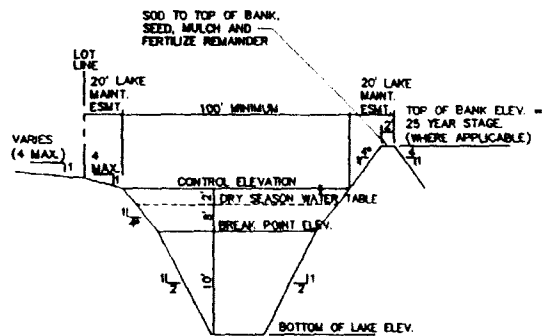 SOD TO TOP OF BANK,
SEED, MULCH AND
FERTILIZE REMAINDER
LOT
LINE
20' LAKE
MAINT.
ESMT.
100' MINIMUM
20' LAKE
MAINT.
ESMT.
TOP OF BANK ELEV. =
25 YEAR STAGE.
(WHERE APPLICABLE)
2'
VARIES
(4 MAX.)
1
4
MAX.
1
4
1
CONTROL ELEVATION
2'
DRY SEASON WATER TABLE
1
8'
BREAK POINT ELEV.
1
2
10'
1
2
BOTTOM OF LAKE ELEV.